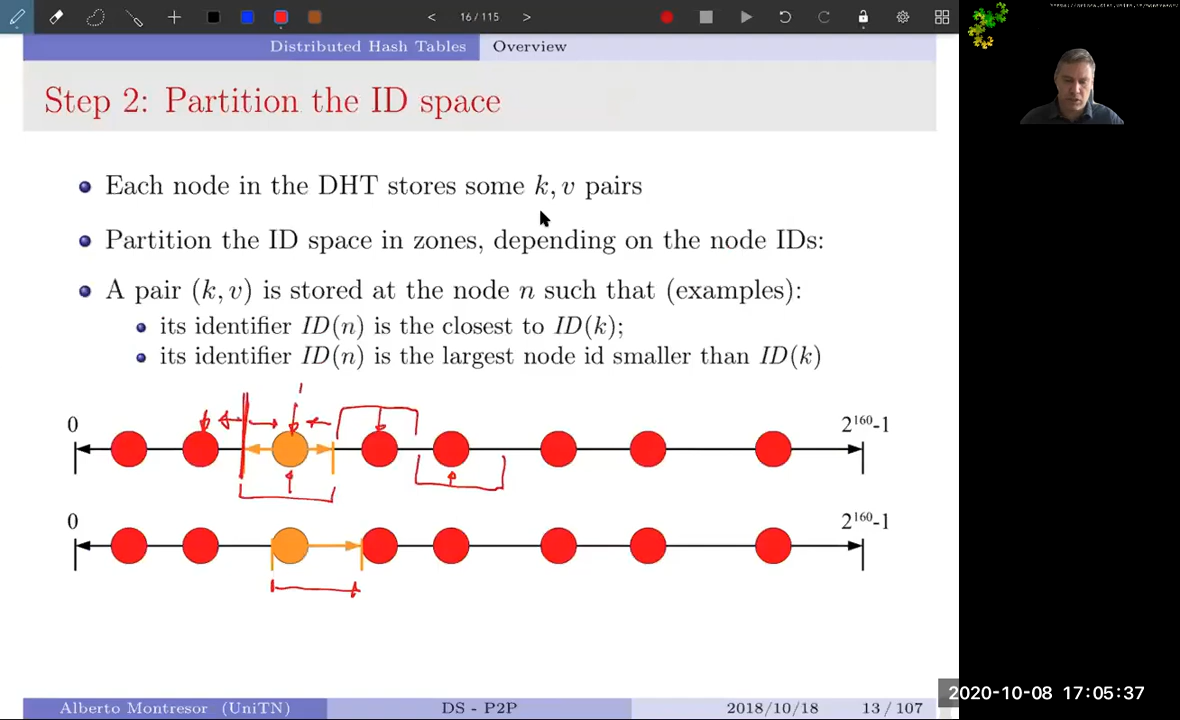 16 / 115
Distributed Hash Tables Overview
Step 2: Partition the ID space
Each node in the DHT stores some k, v pairs
Partition the ID space in zones, depending on the node IDs:
A pair (k, v) is stored at the node n such that (examples):
its identifier ID(n) is the closest to ID(k);
its identifier ID(n) is the largest node id smaller than ID(k)
0 2¹⁶⁰-1
0 2¹⁶⁰-1
Alberto Montresor (UniTN) DS - P2P 2018/10/18 13 / 107
2020-10-08 17:05:37